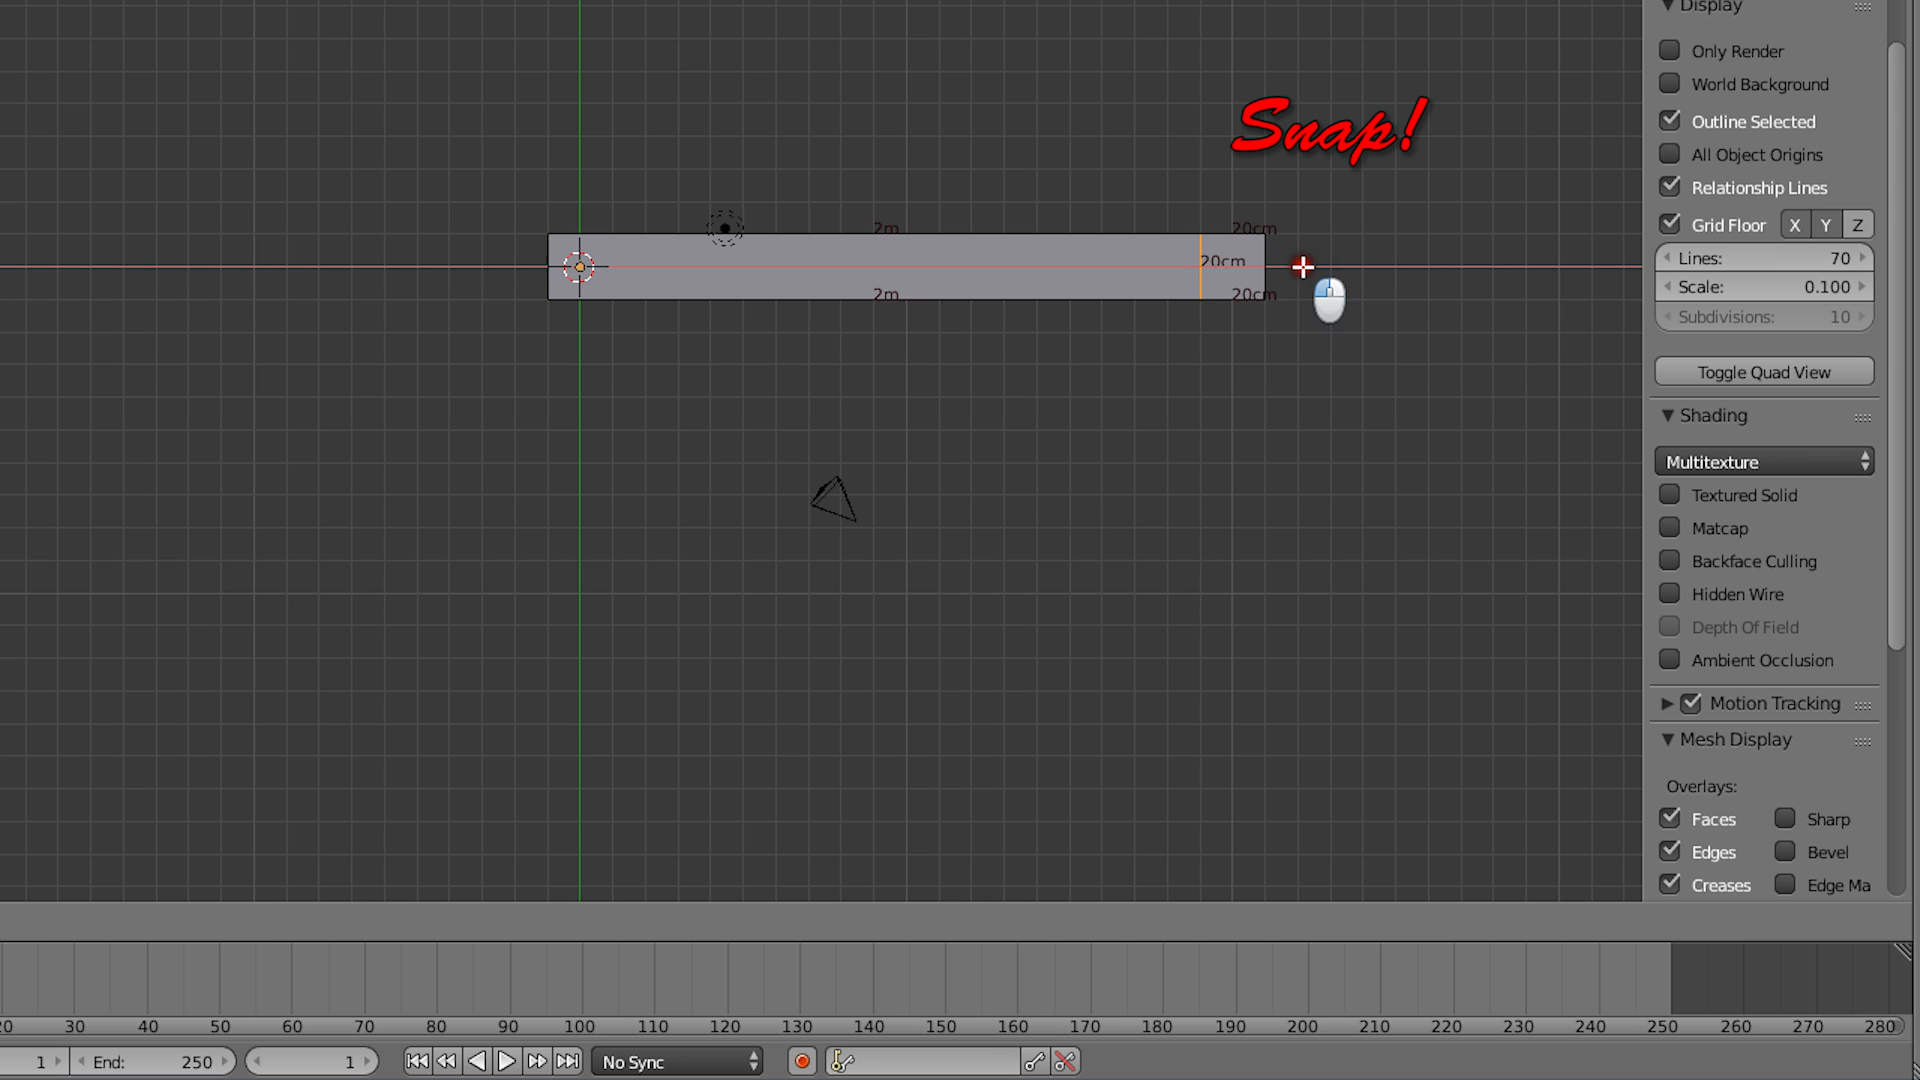 Display
Only Render
World Background
Outline Selected
All Object Origins
Relationship Lines
Grid Floor X Y Z
Lines: 70
Scale: 0.100
Subdivisions: 10
Toggle Quad View
Shading
Multitexture
Textured Solid
Matcap
Backface Culling
Hidden Wire
Depth Of Field
Ambient Occlusion
Motion Tracking
Mesh Display
Overlays:
Faces Sharp
Edges Bevel
Creases Edge Ma
Snap!
2m 20cm
20cm
2m 20cm
20 30 40 50 60 70 80 90 100 110 120 130 140 150 160 170 180 190 200 210 220 230 240 250 260 270 280
1 End: 250 1 No Sync